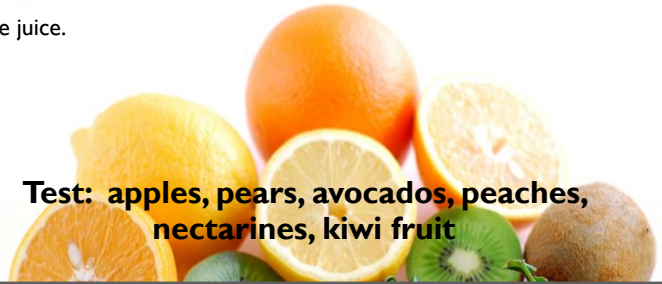 e juice.
Test: apples, pears, avocados, peaches,
nectarines, kiwi fruit